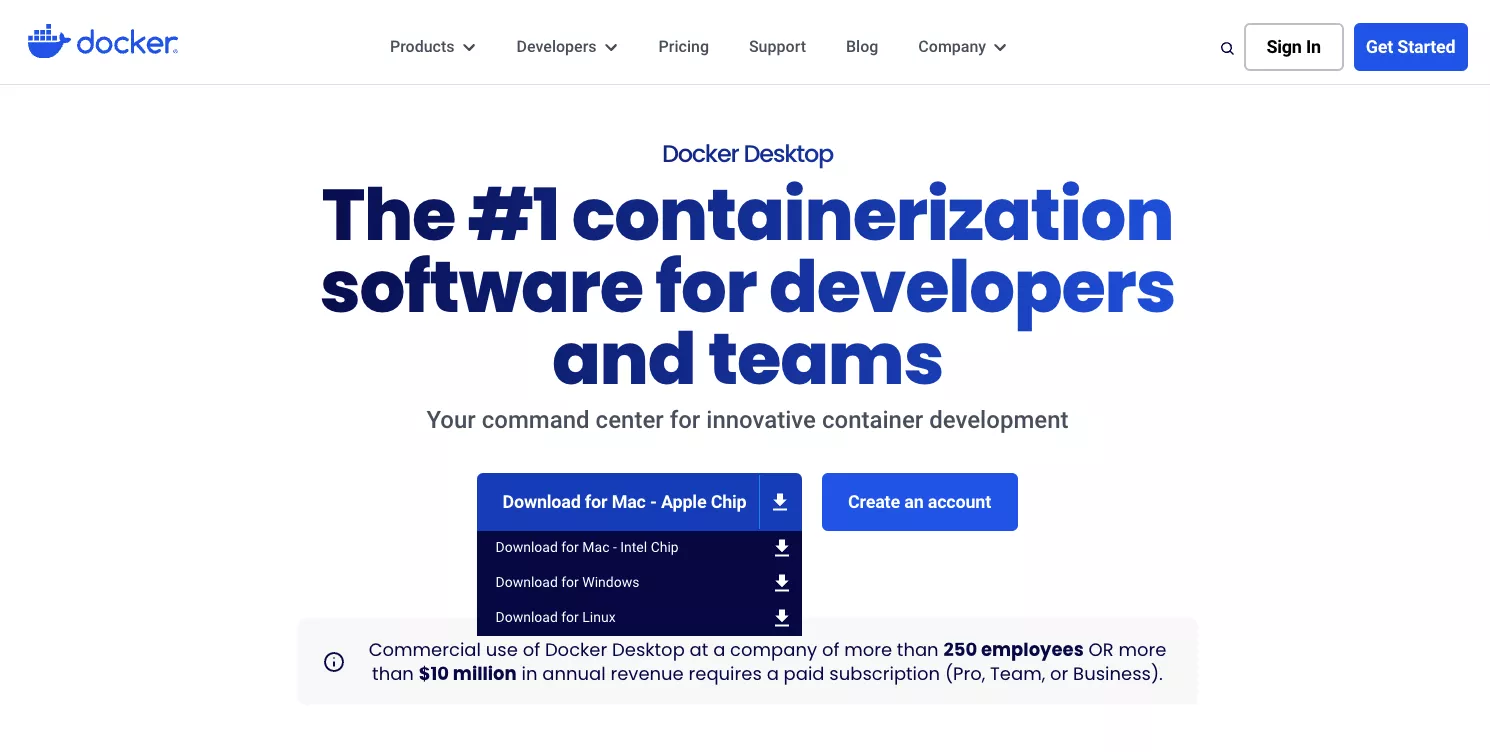 docker
Products
Developers
Pricing
Support
Blog
Company
Sign In
Get Started
Docker Desktop
The #1 containerization
software for developers
and teams
Your command center for innovative container development
Download for Mac - Apple Chip
Create an account
Download for Mac - Intel Chip
Download for Windows
Download for Linux
Commercial use of Docker Desktop at a company of more than 250 employees OR more
than $10 million in annual revenue requires a paid subscription (Pro, Team, or Business).